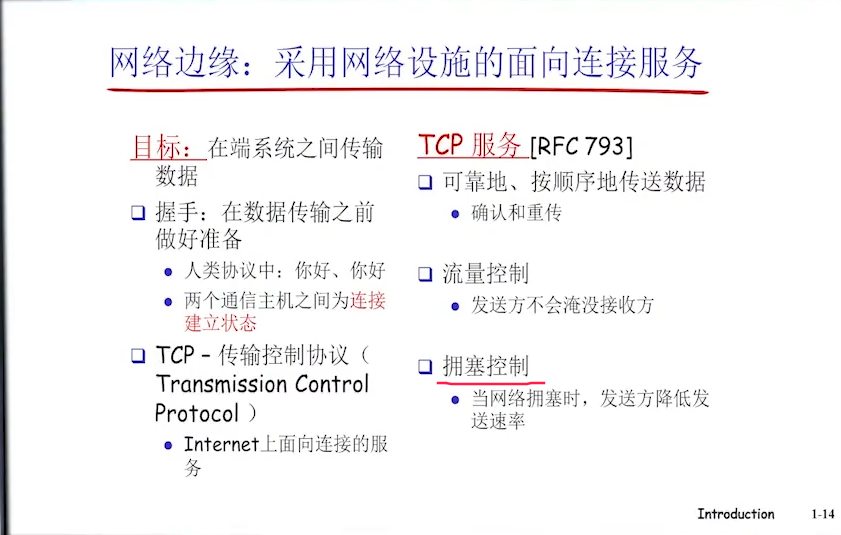 网络边缘：采用网络设施的面向连接服务
目标：在端系统之间传输
数据
握手：在数据传输之前
做好准备
人类协议中：你好、你好
两个通信主机之间为连接
建立状态
TCP – 传输控制协议（
Transmission Control
Protocol ）
Internet上面向连接的服
务
TCP 服务 [RFC 793]
可靠地、按顺序地传送数据
确认和重传
流量控制
发送方不会淹没接收方
拥塞控制
当网络拥塞时，发送方降低发
送速率
Introduction
1-14